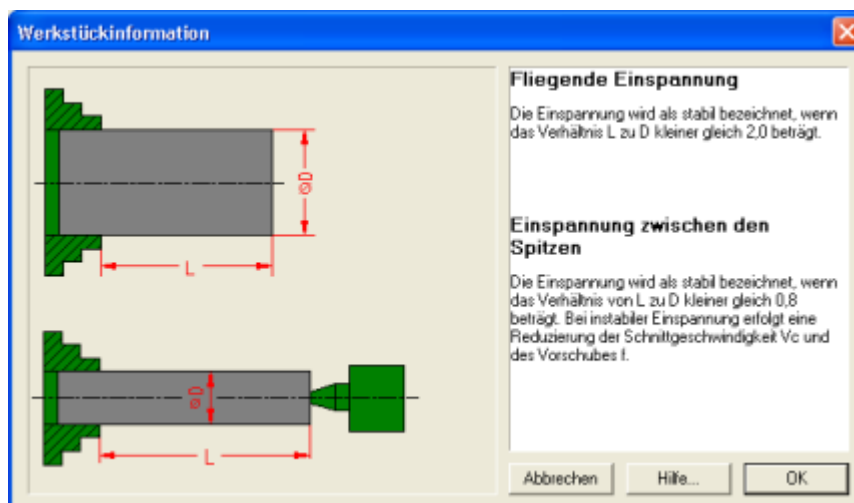 Werkstückinformation
Fliegende Einspannung
Die Einspannung wird als stabil bezeichnet, wenn
das Verhältnis L zu D kleiner gleich 2,0 beträgt.
øD
L
Einspannung zwischen den
Spitzen
Die Einspannung wird als stabil bezeichnet, wenn
das Verhältnis von L zu D kleiner gleich 0,8
beträgt. Bei instabiler Einspannung erfolgt eine
Reduzierung der Schnittgeschwindigkeit Vc und
des Vorschubes f.
øD
L
Abbrechen
Hilfe...
OK